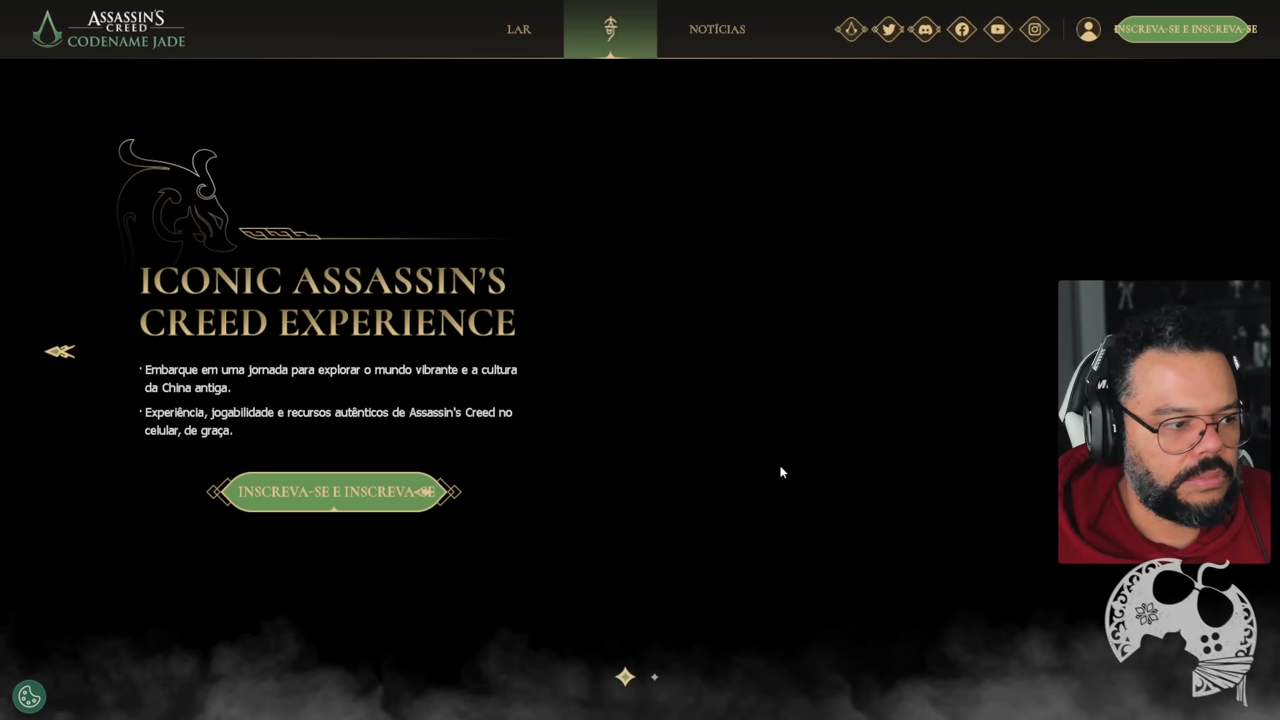 ASSASSIN'S
CREED
CODENAME JADE
LAR
NOTÍCIAS
INSCREVA-SE E INSCREVA-SE
ICONIC ASSASSIN'S
CREED EXPERIENCE
· Embarque em uma jornada para explorar o mundo vibrante e a cultura
da China antiga.
· Experiência, jogabilidade e recursos autênticos de Assassin's Creed no
celular, de graça.
INSCREVA-SE E INSCREVA-SE